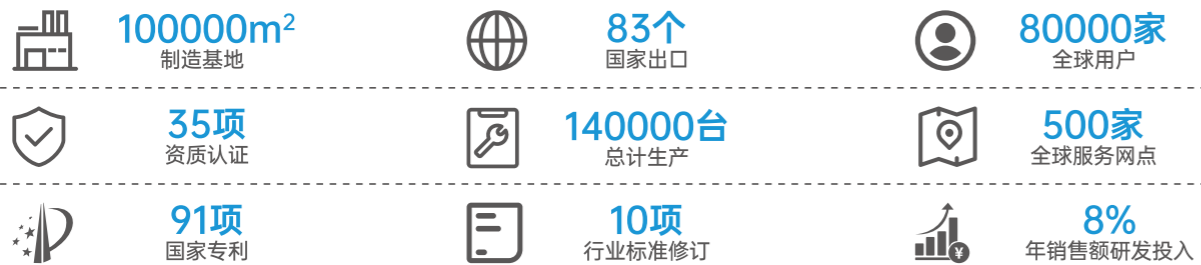 100000m²
制造基地
83个
国家出口
80000家
全球用户
35项
资质认证
140000台
总计生产
500家
全球服务网点
91项
国家专利
10项
行业标准修订
¥
8%
年销售额研发投入